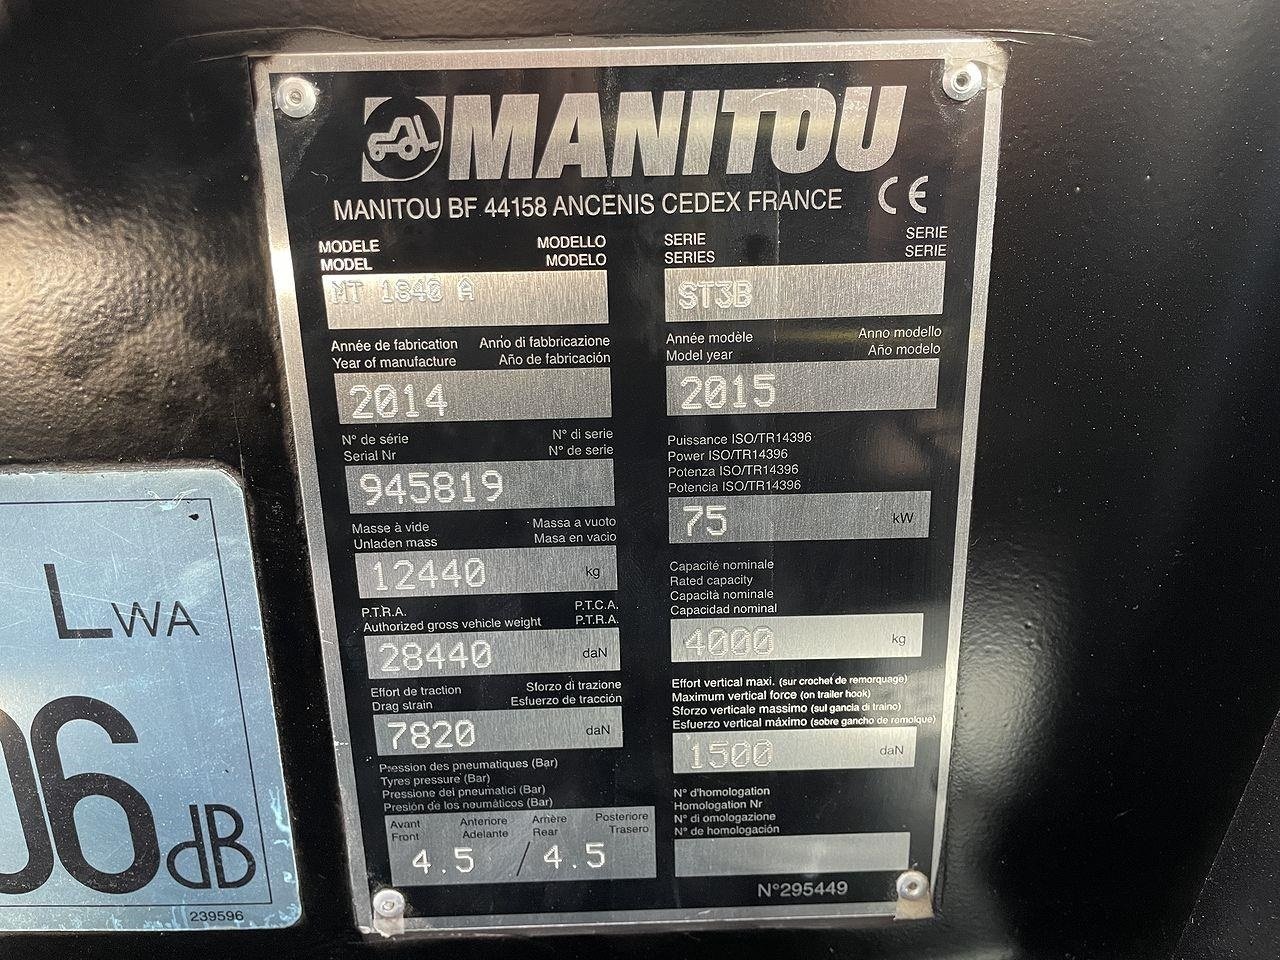 MANITOU
MANITOU BF 44158 ANCENIS CEDEX FRANCE CE
MODELE MODELLO
MODEL MODELO
MT 1840 A
SERIE SERIE
SERIES SERIE
ST3B
Année de fabrication Anno di fabbricazione
Year of manufacture Año de fabricación
2014
Année modèle Anno modello
Model year Año modelo
2015
N° de série N° di serie
Serial Nr N° de serie
945819
Puissance ISO/TR14396
Power ISO/TR14396
Potenza ISO/TR14396
Potencia ISO/TR14396
75 kW
Masse à vide Massa a vuoto
Unladen mass Masa en vacio
12440 kg
Capacité nominale
Rated capacity
Capacità nominale
Capacidad nominal
4000 kg
P.T.R.A. P.T.C.A.
Authorized gross vehicle weight P.T.R.A.
28440 daN
Effort de traction Sforzo di trazione
Drag strain Esfuerzo de tracción
7820 daN
Effort vertical maxi. (sur crochet de remorquage)
Maximum vertical force (on trailer hook)
Sforzo verticale massimo (sul gancia di traino)
Esfuerzo vertical máximo (sobre gancho de remolque)
1500 daN
Pression des pneumatiques (Bar)
Tyres pressure (Bar)
Pressione dei pneumatici (Bar)
Presión de los neumáticos (Bar)
Avant Anteriore Arrière Posteriore
Front Adelante Rear Trasero
4.5 / 4.5
N° d'homologation
Homologation Nr
N° di omologazione
N° de homologación
N°295449
LWA
06 dB
239596